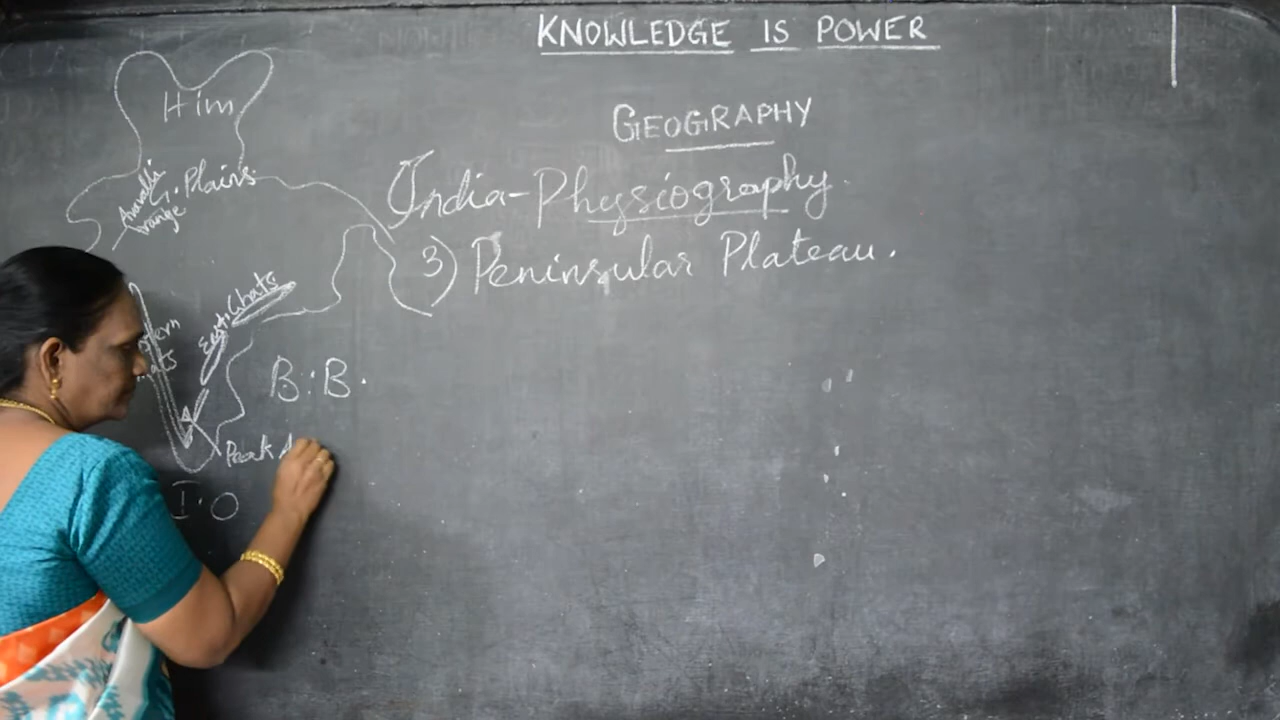 KNOWLEDGE IS POWER
GEOGRAPHY
India-Physiography.
3) Peninsular Plateau.
Him
G. Plains
Aravalli
range
East. Ghats
B.B.
Peak A
I.O